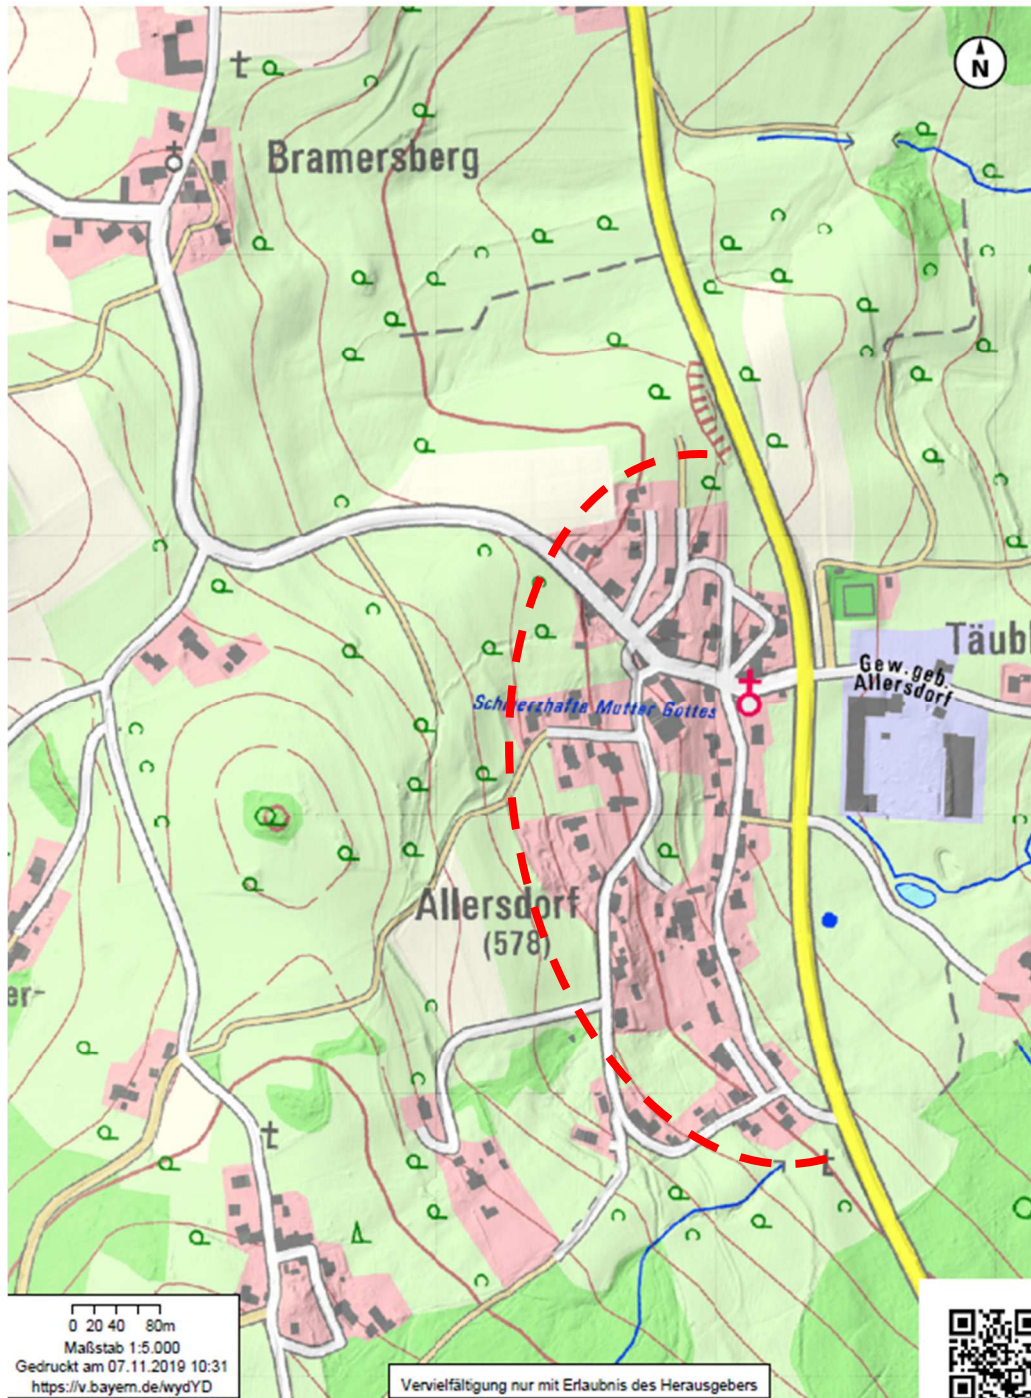 N
Bramersberg
Täubl
Gew.geb.
Allersdorf
Schmerzhafte Mutter Gottes
Allersdorf
(578)
er-
0 20 40 80m
Maßstab 1:5.000
Gedruckt am 07.11.2019 10:31
https://v.bayern.de/wydYD
Vervielfältigung nur mit Erlaubnis des Herausgebers